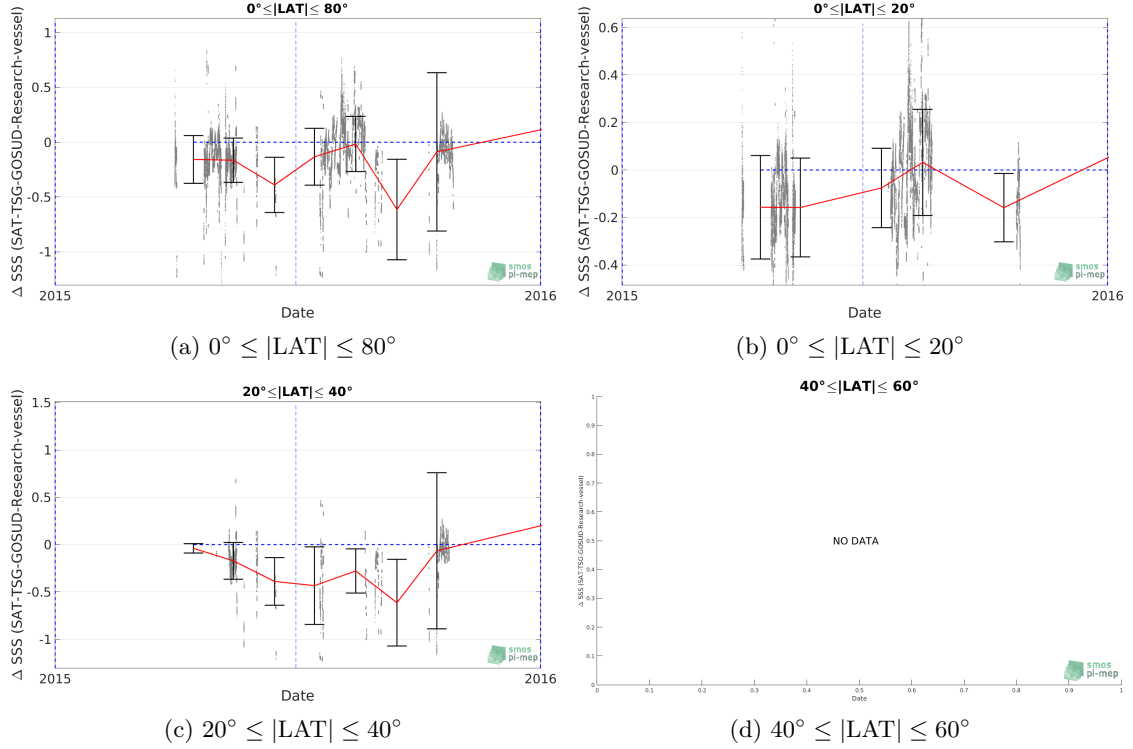 0°≤|LAT|≤ 80°
Δ SSS (SAT-TSG-GOSUD-Research-vessel)
1
0.5
0
-0.5
-1
2015
2016
Date
smos
pi-mep
(a) 0° ≤ |LAT| ≤ 80°
0°≤|LAT|≤ 20°
Δ SSS (SAT-TSG-GOSUD-Research-vessel)
0.6
0.4
0.2
0
-0.2
-0.4
2015
2016
Date
smos
pi-mep
(b) 0° ≤ |LAT| ≤ 20°
20°≤|LAT|≤ 40°
Δ SSS (SAT-TSG-GOSUD-Research-vessel)
1.5
1
0.5
0
-0.5
-1
2015
2016
Date
smos
pi-mep
(c) 20° ≤ |LAT| ≤ 40°
40°≤|LAT|≤ 60°
Δ SSS (SAT-TSG-GOSUD-Research-vessel)
1
0.9
0.8
0.7
0.6
0.5
0.4
0.3
0.2
0.1
0
NO DATA
0 0.1 0.2 0.3 0.4 0.5 0.6 0.7 0.8 0.9 1
Date
smos
pi-mep
(d) 40° ≤ |LAT| ≤ 60°